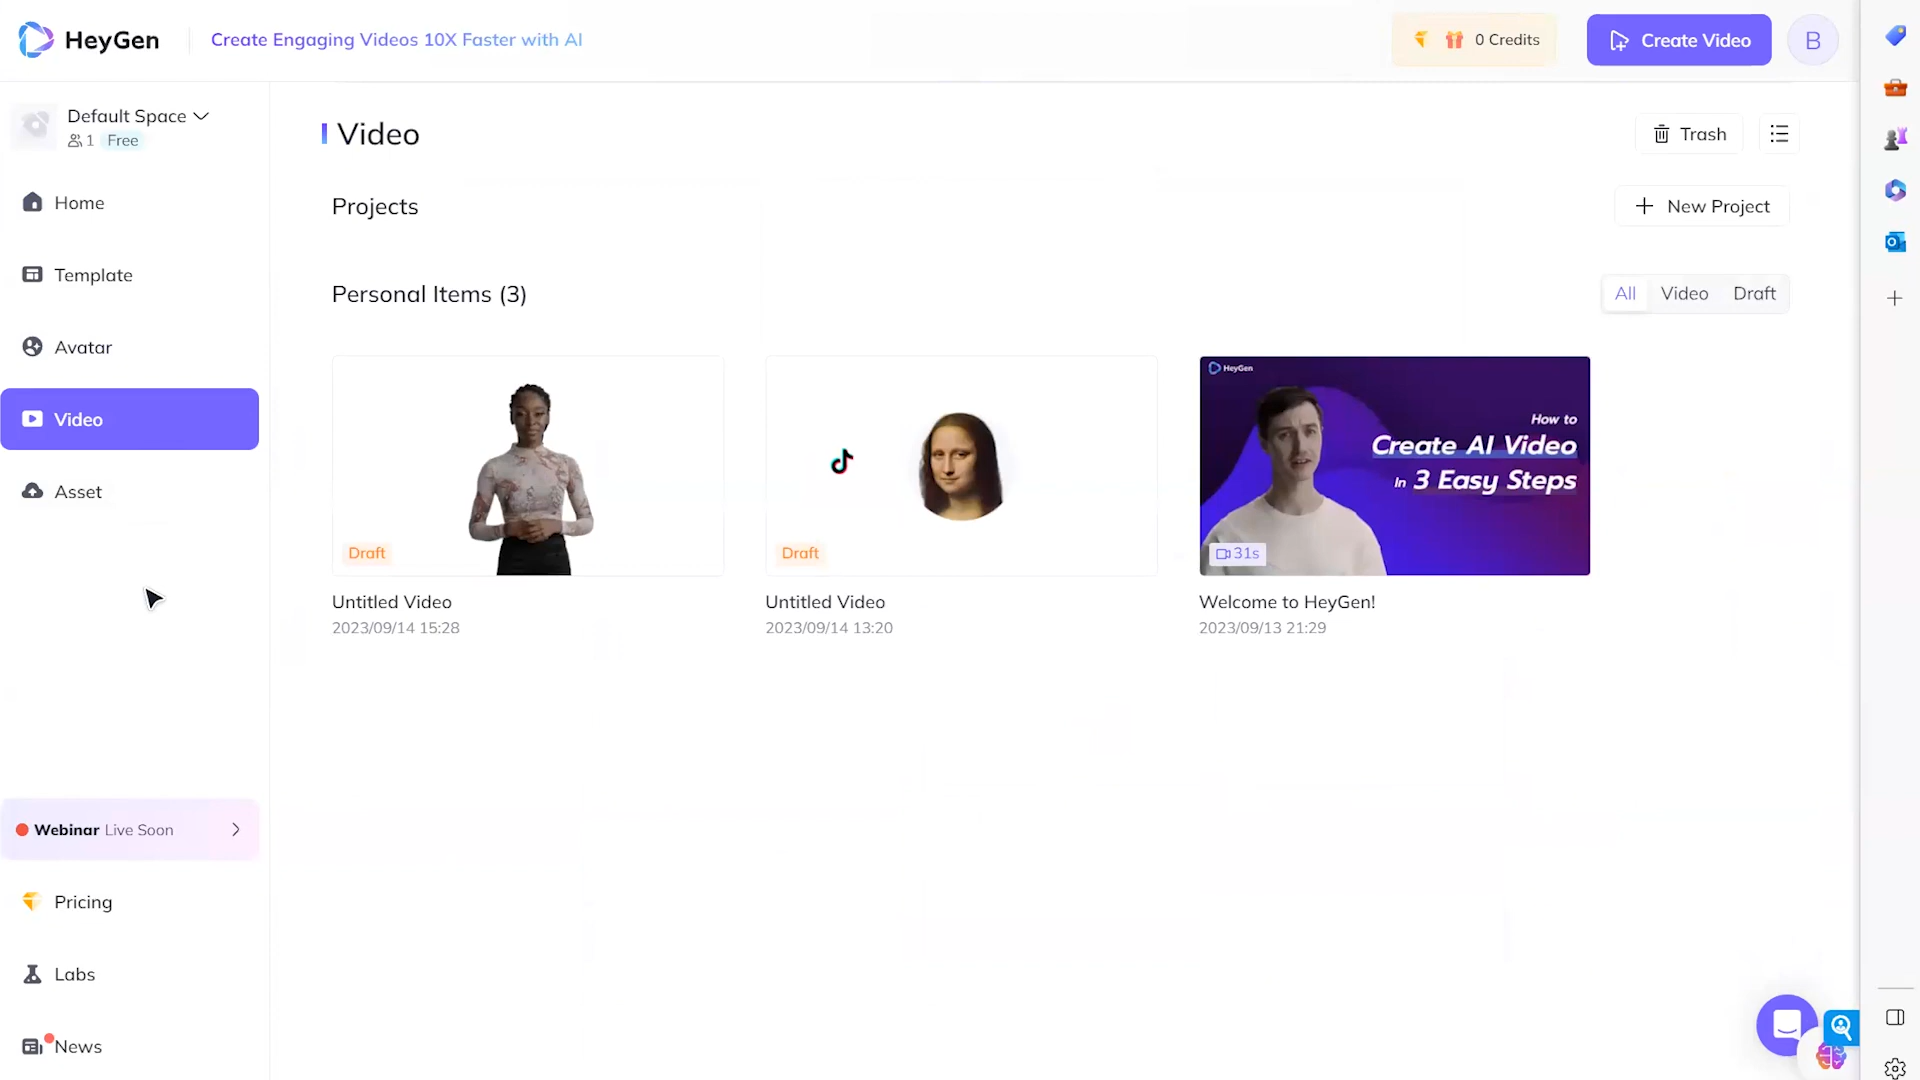 HeyGen
Create Engaging Videos 10X Faster with AI
0 Credits
Create Video
B
Default Space
1 Free
Home
Template
Avatar
Video
Asset
Webinar Live Soon
Pricing
Labs
News
Video
Trash
Projects
New Project
Personal Items (3)
All Video Draft
Draft
Untitled Video
2023/09/14 15:28
Draft
Untitled Video
2023/09/14 13:20
HeyGen
How to
Create AI Video
In 3 Easy Steps
31s
Welcome to HeyGen!
2023/09/13 21:29